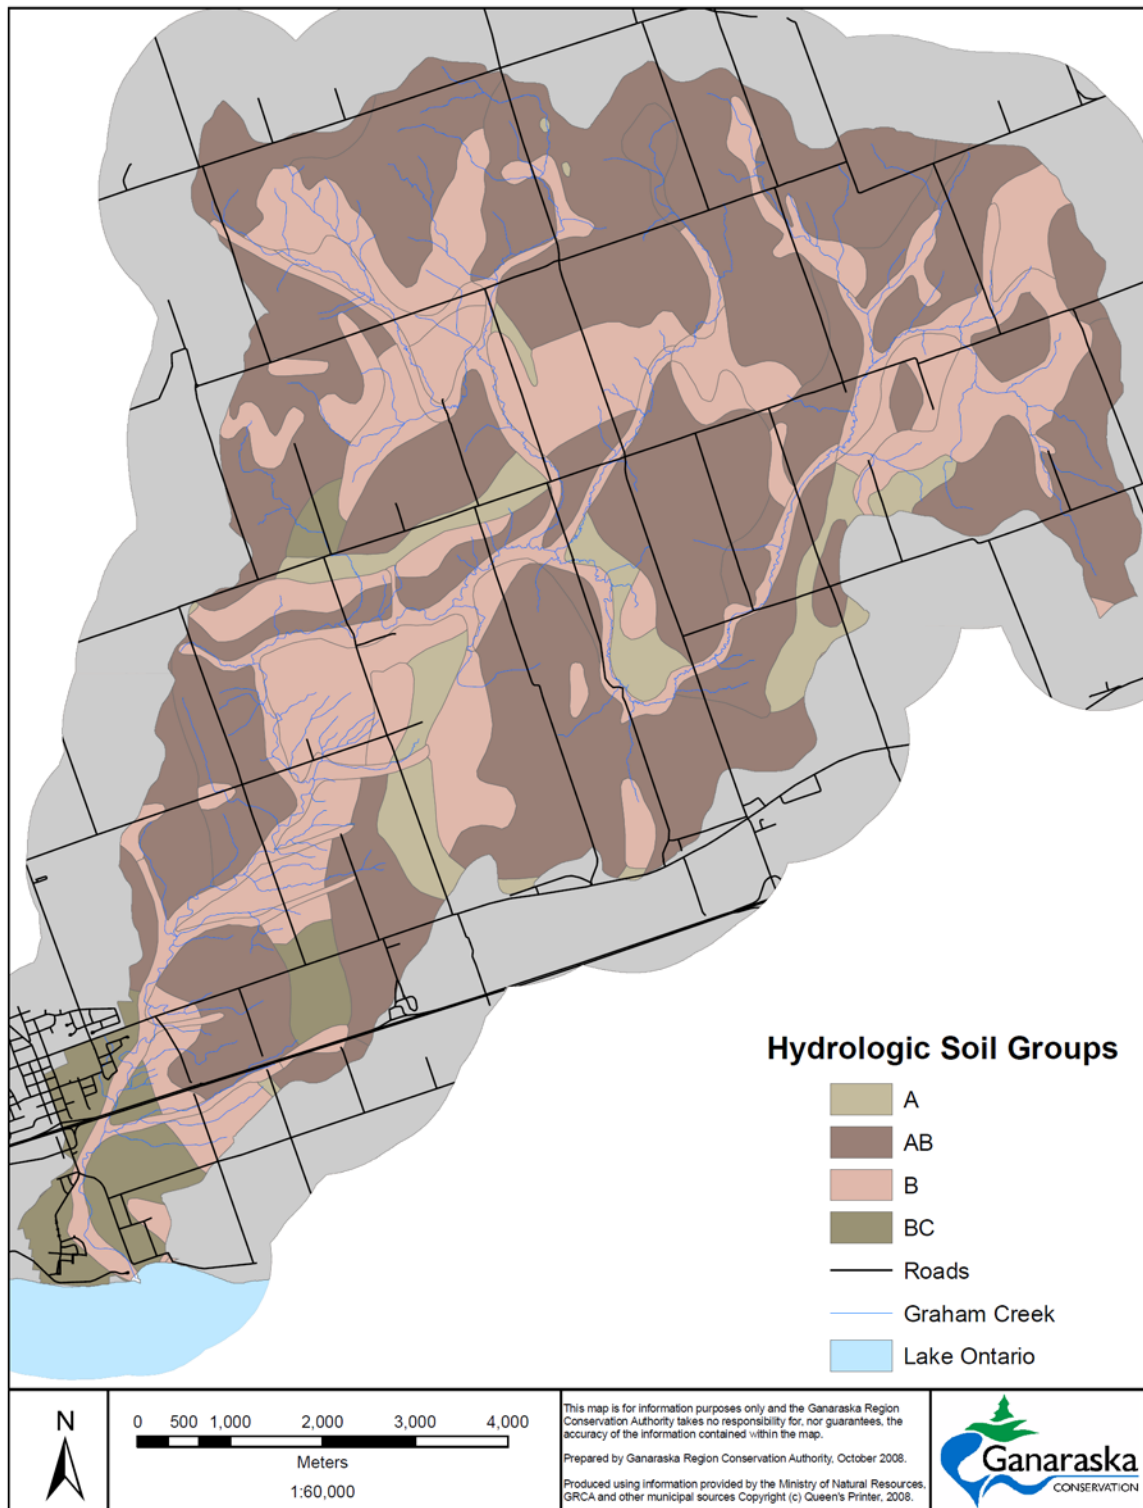 Hydrologic Soil Groups
A
AB
B
BC
Roads
Graham Creek
Lake Ontario
N
0 500 1,000 2,000 3,000 4,000
Meters
1:60,000
This map is for information purposes only and the Ganaraska Region
Conservation Authority takes no responsibility for, nor guarantees, the
accuracy of the information contained within the map.
Prepared by Ganaraska Region Conservation Authority, October 2008.
Produced using information provided by the Ministry of Natural Resources,
GRCA and other municipal sources Copyright (c) Queen's Printer, 2008.
Ganaraska
CONSERVATION